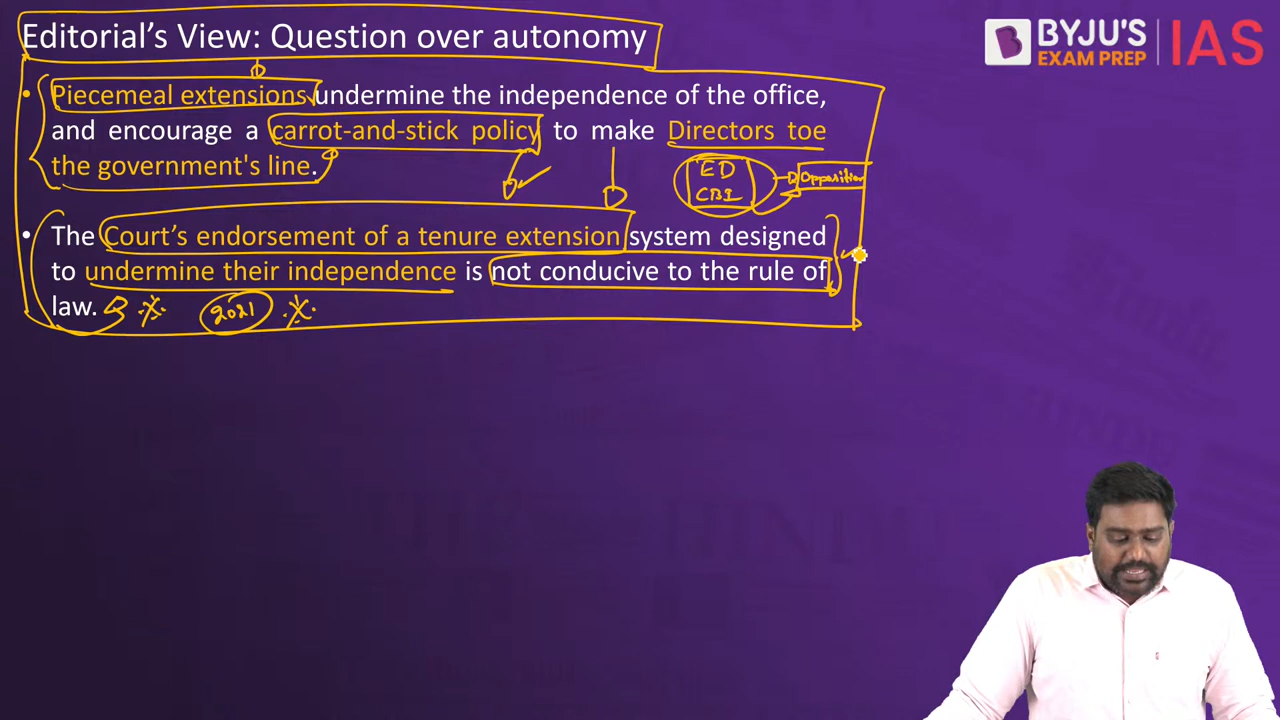 Editorial's View: Question over autonomy
BYJU'S
EXAM PREP
IAS
• Piecemeal extensions undermine the independence of the office,
and encourage a carrot-and-stick policy to make Directors toe
the government's line.
ED
CBI
Opposition
• The Court's endorsement of a tenure extension system designed
to undermine their independence is not conducive to the rule of
law.
2021